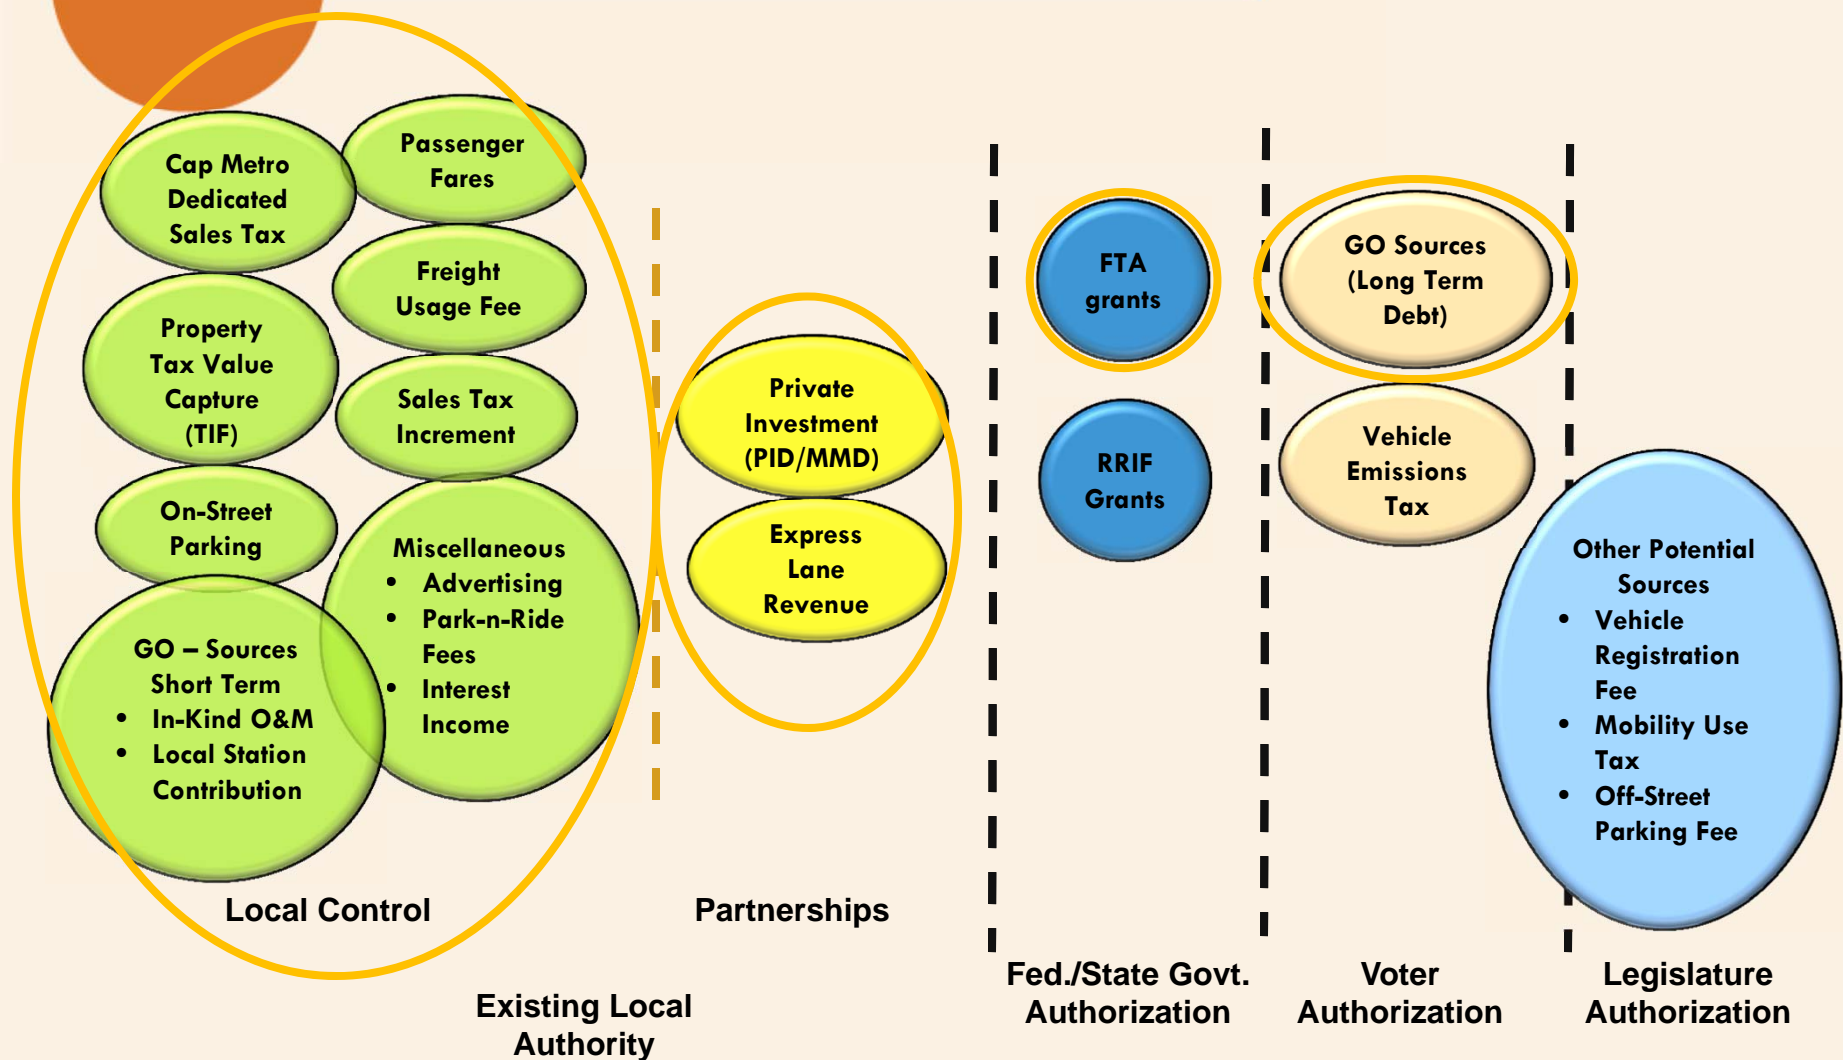 Cap Metro
Dedicated
Sales Tax
Passenger
Fares
Property
Tax Value
Capture
(TIF)
Freight
Usage Fee
Sales Tax
Increment
On-Street
Parking
GO – Sources
Short Term
• In-Kind O&M
• Local Station
Contribution
Miscellaneous
• Advertising
• Park-n-Ride
Fees
• Interest
Income
Local Control
Private
Investment
(PID/MMD)
Express
Lane
Revenue
Partnerships
Existing Local
Authority
FTA
grants
RRIF
Grants
Fed./State Govt.
Authorization
GO Sources
(Long Term
Debt)
Vehicle
Emissions
Tax
Voter
Authorization
Other Potential
Sources
• Vehicle
Registration
Fee
• Mobility Use
Tax
• Off-Street
Parking Fee
Legislature
Authorization